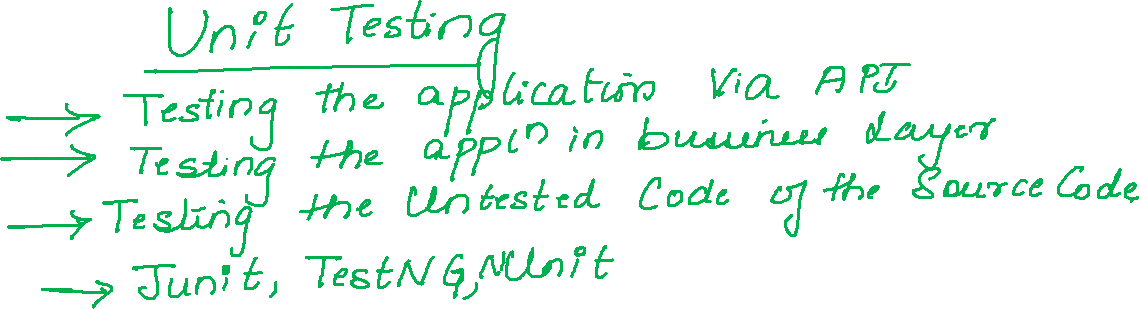 Unit Testing
→ Testing the application Via API
→ Testing the appln in bussiness Layer
→ Testing the Untested Code of the Source Code
→ Junit, TestNG, NUnit